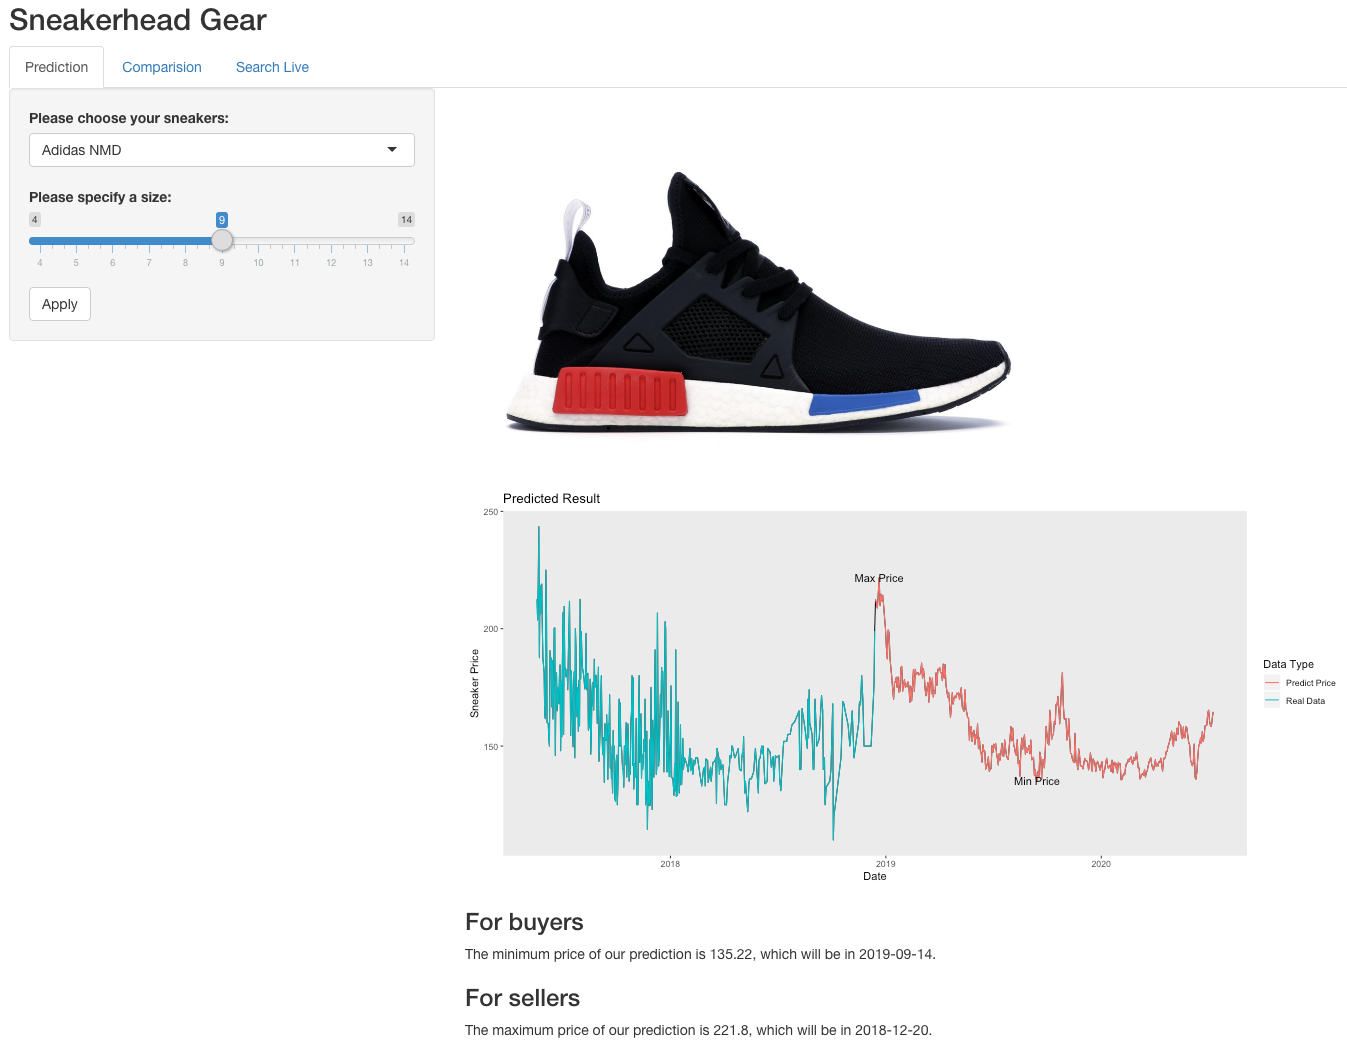 Sneakerhead Gear
Prediction Comparision Search Live
Please choose your sneakers:
Adidas NMD
Please specify a size:
4 9 14
4 5 6 7 8 9 10 11 12 13 14
Apply
Predicted Result
250
200
150
Sneaker Price
Max Price
Min Price
2018 2019 2020
Date
Data Type
Predict Price
Real Data
For buyers
The minimum price of our prediction is 135.22, which will be in 2019-09-14.
For sellers
The maximum price of our prediction is 221.8, which will be in 2018-12-20.